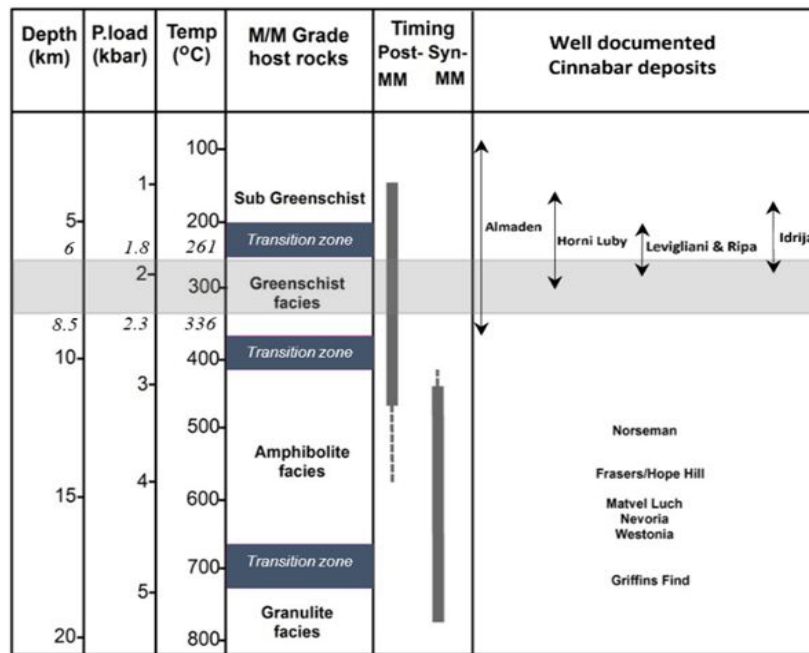 Depth
(km)
P.load
(kbar)
Temp
(°C)
M/M Grade
host rocks
Timing
Post- Syn-
MM MM
Well documented
Cinnabar deposits
100
1
Sub Greenschist
5
200
Almaden
Horni Luby
Levigliani & Ripa
Idrija
6 1.8 261
Transition zone
2
300
Greenschist
facies
8.5 2.3 336
Transition zone
10
400
3
500
Norseman
Amphibolite
facies
4
Frasers/Hope Hill
15
600
Matvel Luch
Nevoria
Westonia
700
Transition zone
5
Griffins Find
Granulite
facies
20
800